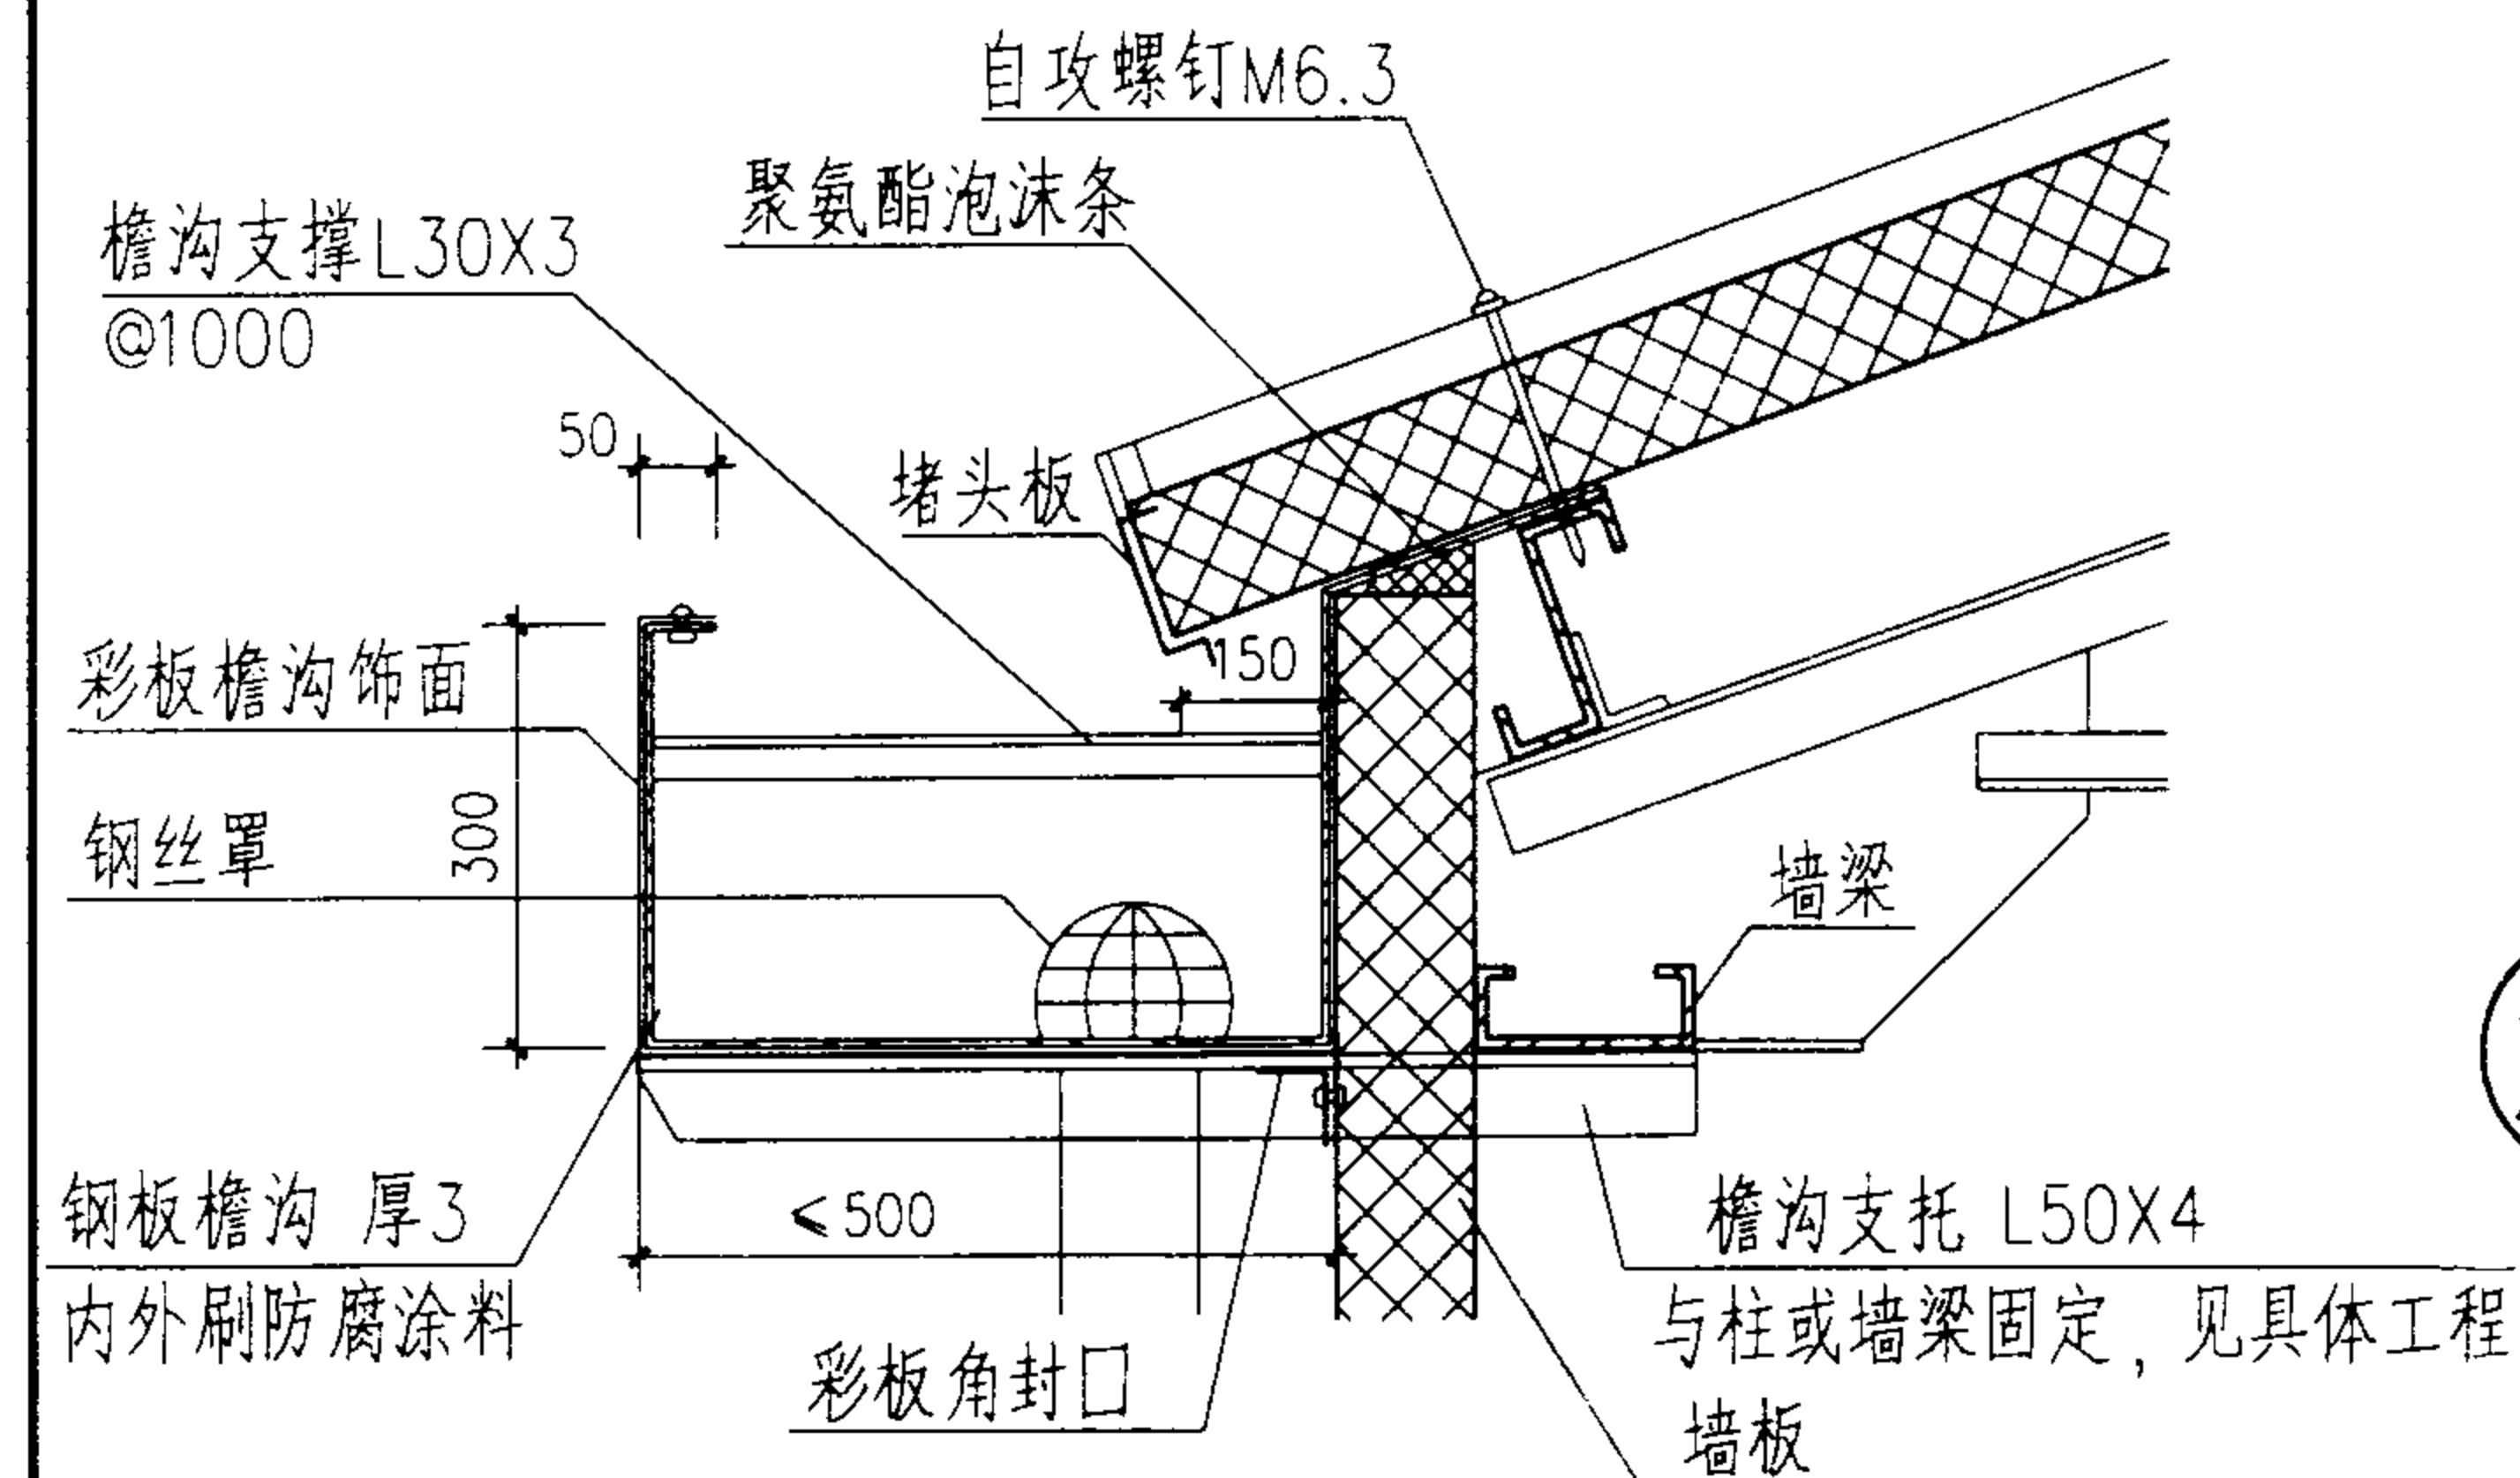 自攻螺钉M6.3
聚氨酯泡沫条
檐沟支撑L30X3
@1000
50
堵头板
150
彩板檐沟饰面
300
钢丝罩
墙梁
钢板檐沟 厚3
内外刷防腐涂料
<500
檐沟支托 L50X4
与柱或墙梁固定，见具体工程
彩板角封口
墙板